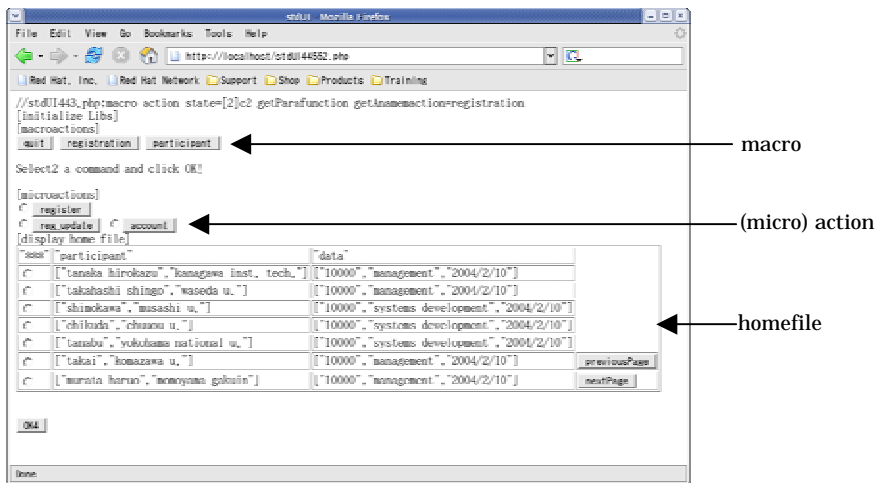 stdUI - Mozilla Firefox
File Edit View Go Bookmarks Tools Help
http://localhost/stdUI44562.php
Red Hat, Inc. Red Hat Network Support Shop Products Training
//stdUI443.php:macro action state=[2]c2 getParafunction getAnamemaction=registration
[initialize Libs]
[macroactions]
quit registration participant
macro
Select2 a command and click OK!
[microactions]
register
reg_update account
(micro) action
[display home file]
"***" "participant" "data"
["tanaka hirokazu","kanagawa inst. tech."] ["10000","management","2004/2/10"]
["takahashi shingo","waseda u."] ["10000","management","2004/2/10"]
["shimokawa","musashi u."] ["10000","systems development","2004/2/10"]
homefile
["chikuda","chuuou u."] ["10000","systems development","2004/2/10"]
["tanabu","yokohama national u."] ["10000","systems development","2004/2/10"]
["takai","komazawa u."] ["10000","management","2004/2/10"] previousPage
["murata haruo","momoyama gakuin"] ["10000","management","2004/2/10"] nextPage
OK4
Done